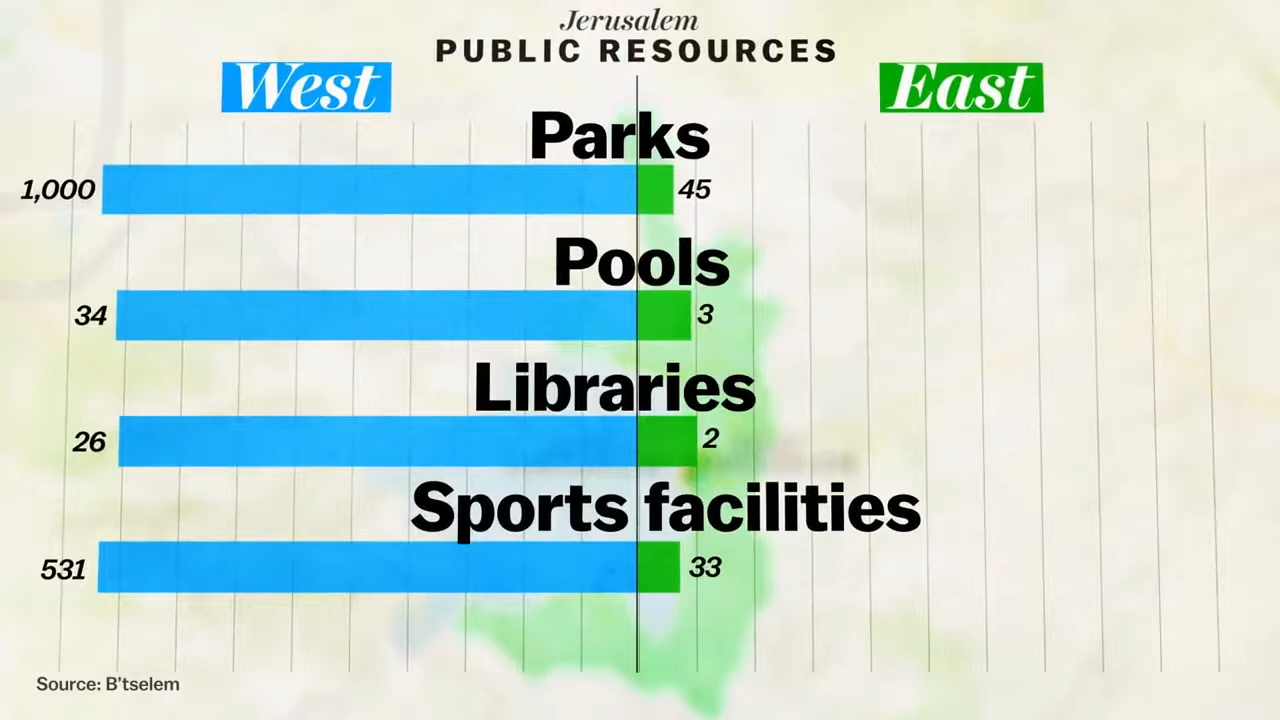 Jerusalem
PUBLIC RESOURCES
West
East
Parks
1,000
45
Pools
34
3
Libraries
26
2
Sports facilities
531
33
Source: B'tselem